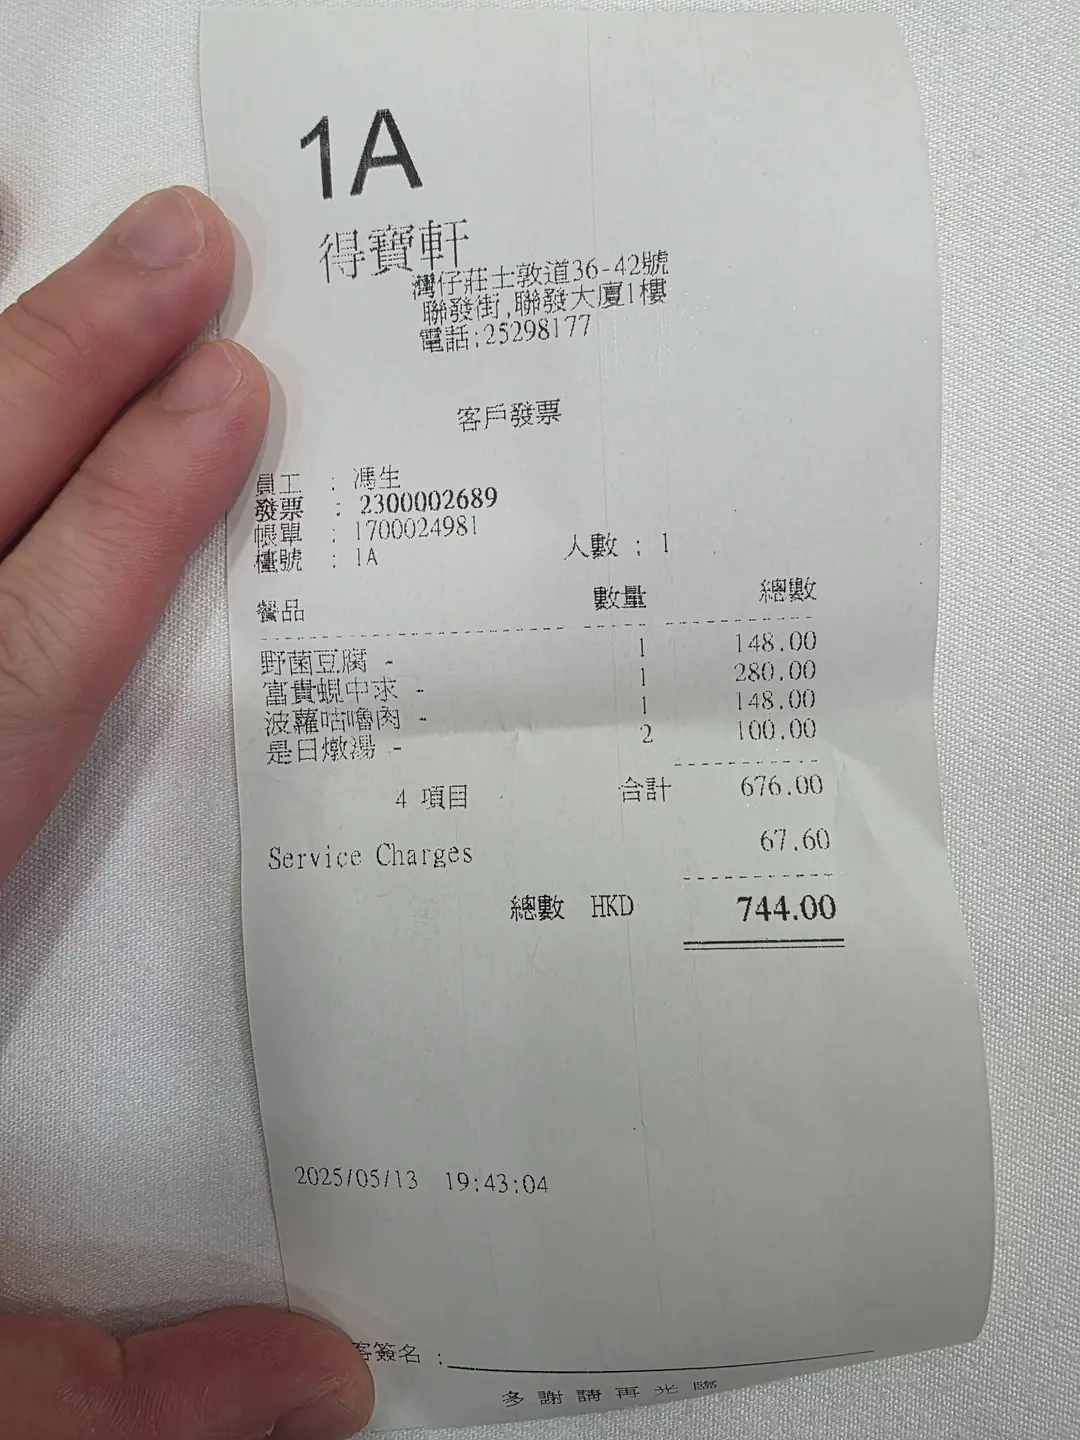 1A
得寶軒
灣仔莊士敦道36-42號
聯發街,聯發大廈1樓
電話:25298177
客戶發票
員工 : 馮生
發票 : 2300002689
帳單 : 1700024981
檯號 : 1A 人數 : 1
餐品 數量 總數
野菌豆腐 - 1 148.00
富貴蜆中求 - 1 280.00
波蘿咕嚕肉 - 1 148.00
是日燉湯 - 2 100.00
4 項目 合計 676.00
Service Charges 67.60
總數 HKD 744.00
2025/05/13 19:43:04
客簽名 :
多謝請再光臨